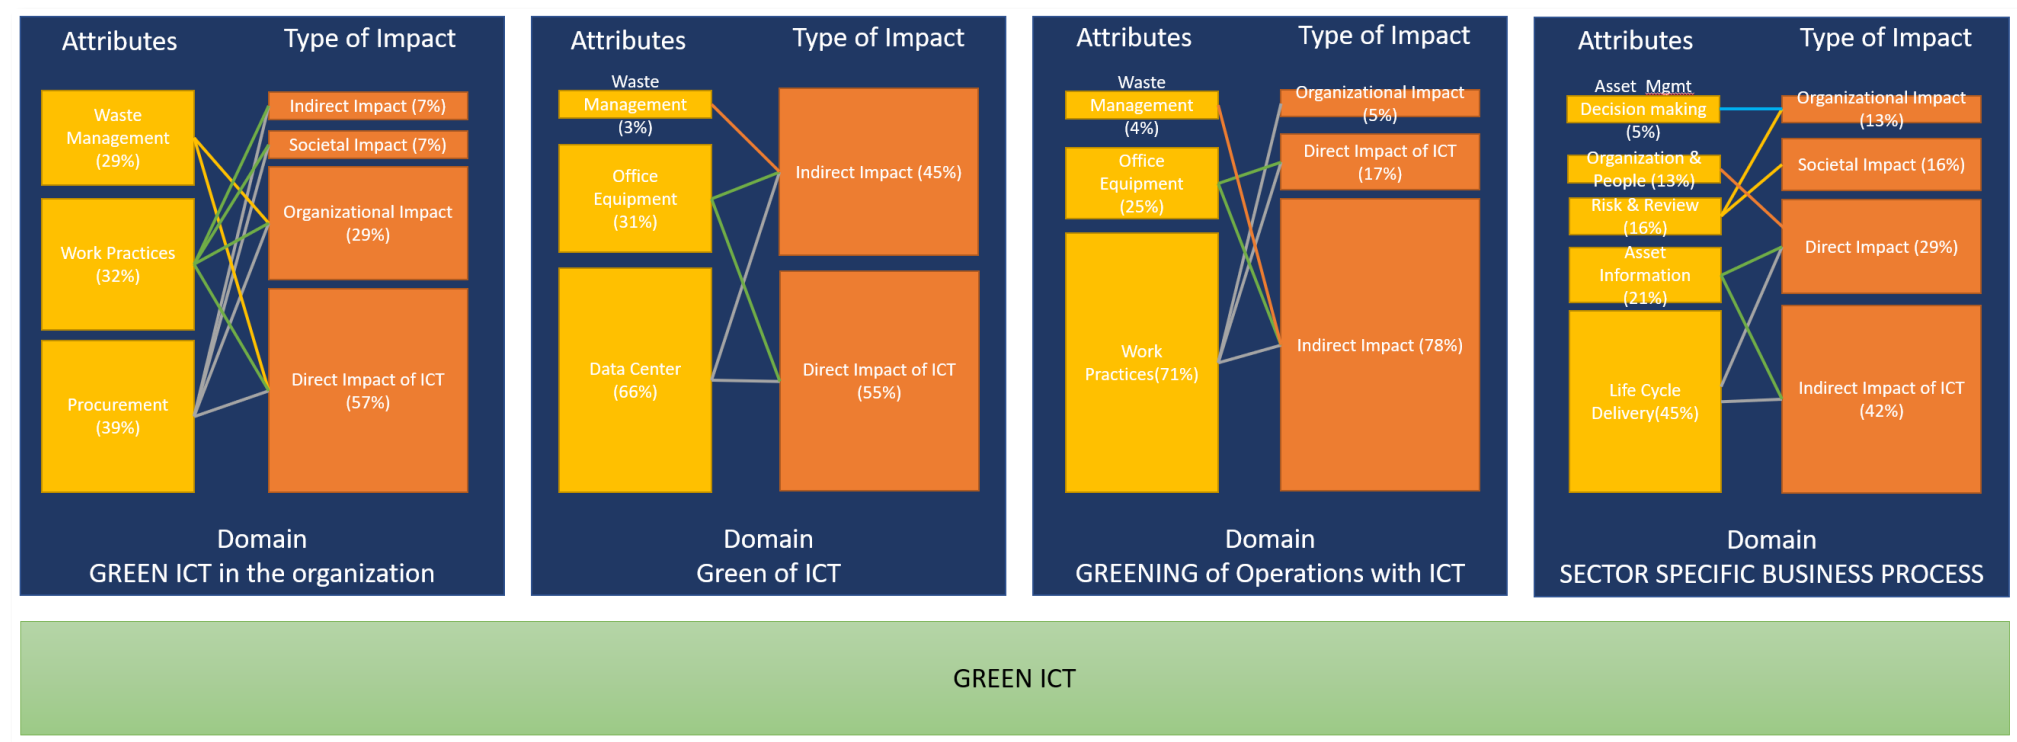 Attributes
Type of Impact
Waste
Management
(29%)
Work Practices
(32%)
Procurement
(39%)
Indirect Impact (7%)
Societal Impact (7%)
Organizational Impact
(29%)
Direct Impact of ICT
(57%)
Domain
GREEN ICT in the organization
Attributes
Type of Impact
Waste
Management
(3%)
Office
Equipment
(31%)
Data Center
(66%)
Indirect Impact (45%)
Direct Impact of ICT
(55%)
Domain
Green of ICT
Attributes
Type of Impact
Waste
Management
(4%)
Office
Equipment
(25%)
Work
Practices(71%)
Organizational Impact
(5%)
Direct Impact of ICT
(17%)
Indirect Impact (78%)
Domain
GREENING of Operations with ICT
Attributes
Type of Impact
Asset Mgmt
Decision making
(5%)
Organization &
People (13%)
Risk & Review
(16%)
Asset
Information
(21%)
Life Cycle
Delivery(45%)
Organizational Impact
(13%)
Societal Impact (16%)
Direct Impact (29%)
Indirect Impact of ICT
(42%)
Domain
SECTOR SPECIFIC BUSINESS PROCESS
GREEN ICT